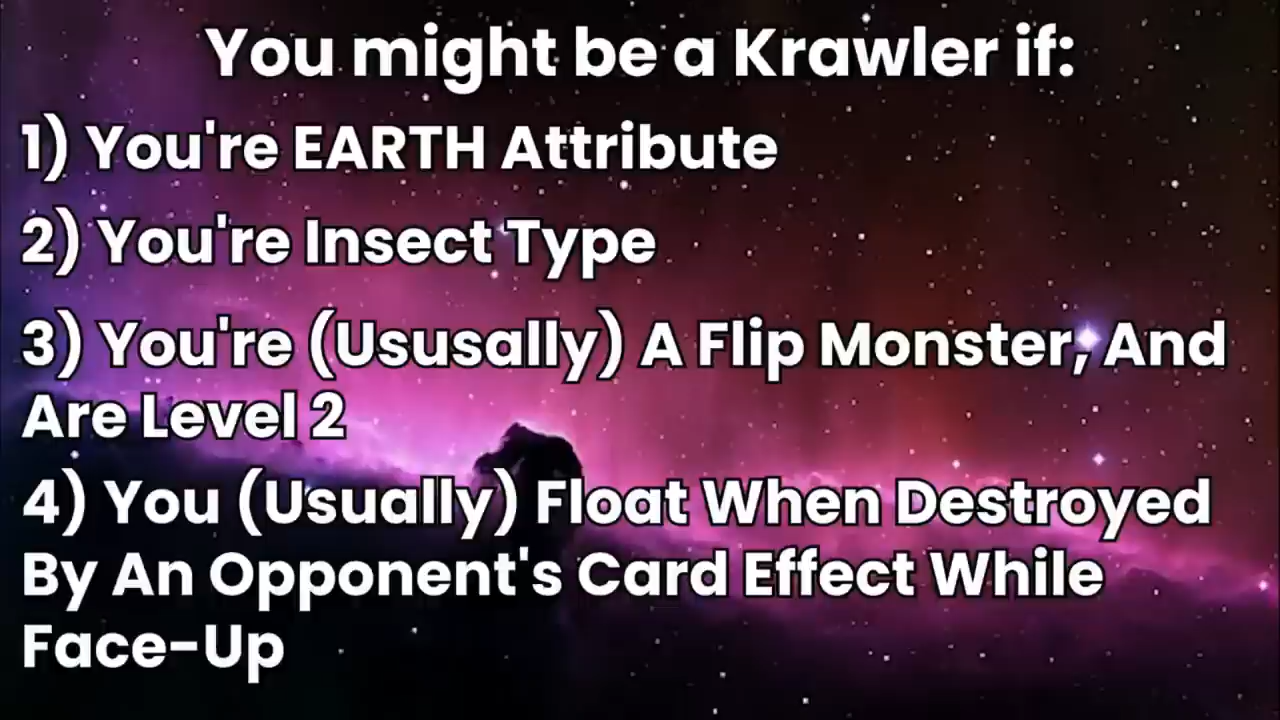 You might be a Krawler if:
1) You're EARTH Attribute
2) You're Insect Type
3) You're (Ususally) A Flip Monster, And
Are Level 2
4) You (Usually) Float When Destroyed
By An Opponent's Card Effect While
Face-Up